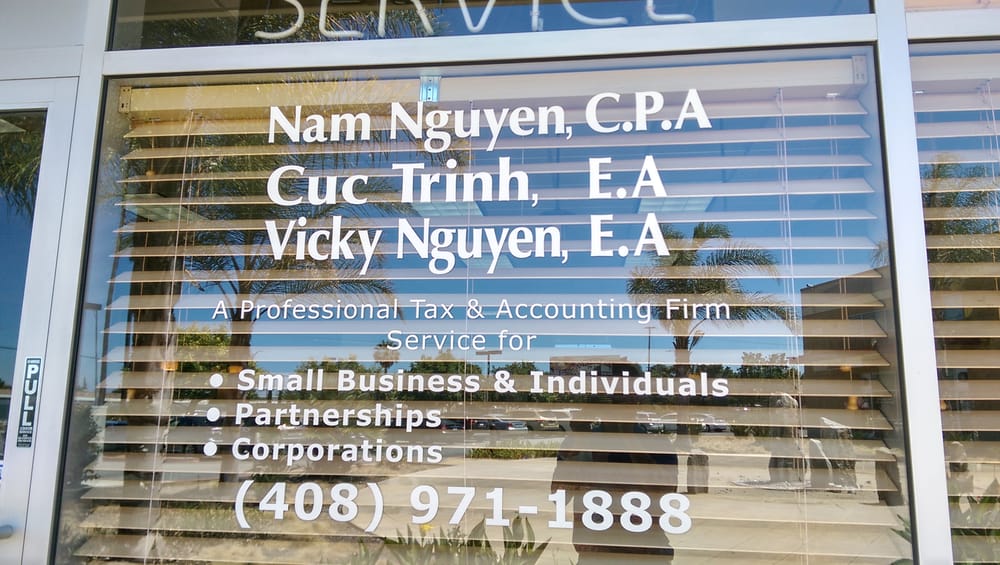 SERVICE
Nam Nguyen, C.P.A
Cuc Trinh, E.A
Vicky Nguyen, E.A
A Professional Tax & Accounting Firm
Service for
• Small Business & Individuals
• Partnerships
• Corporations
(408) 971-1888
PULL